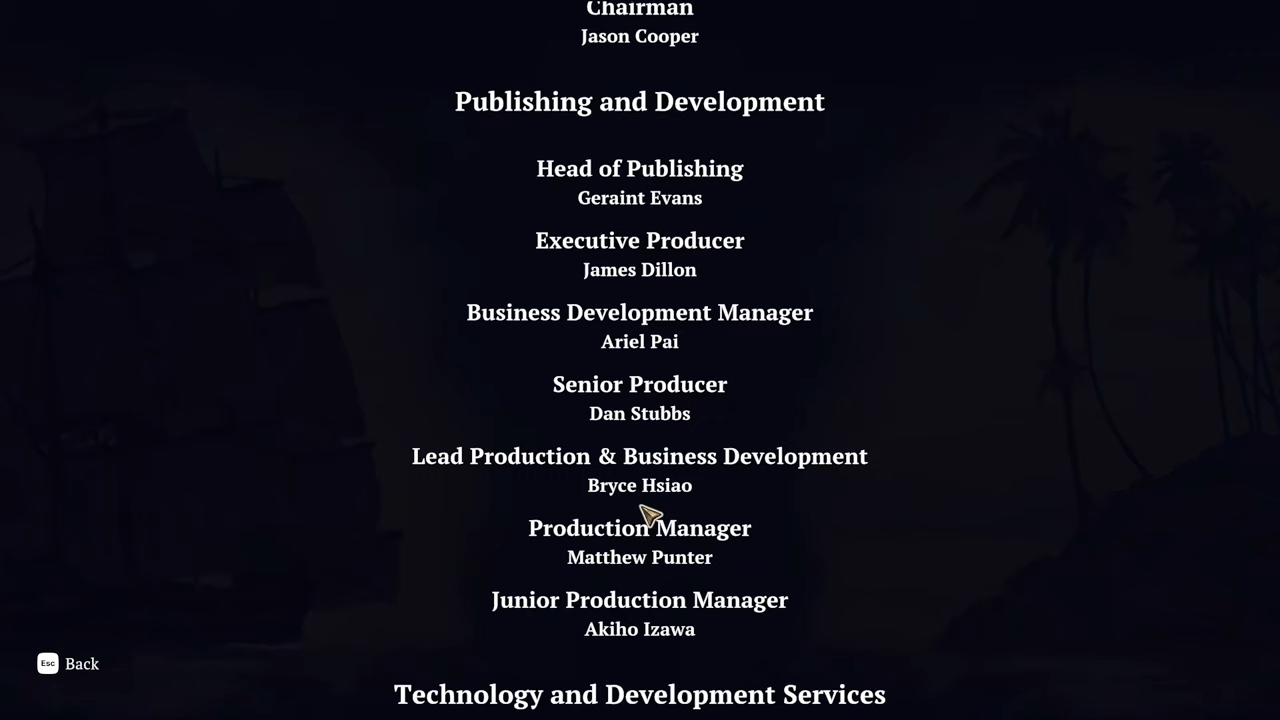 Chairman
Jason Cooper
Publishing and Development
Head of Publishing
Geraint Evans
Executive Producer
James Dillon
Business Development Manager
Ariel Pai
Senior Producer
Dan Stubbs
Lead Production & Business Development
Bryce Hsiao
Production Manager
Matthew Punter
Junior Production Manager
Akiho Izawa
Esc Back
Technology and Development Services